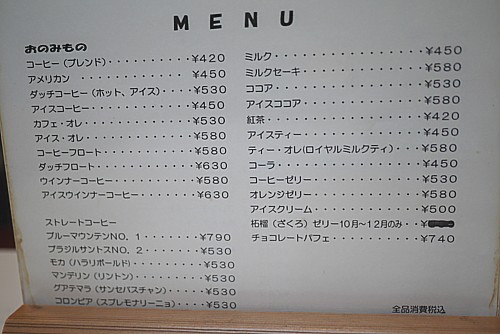 MENU
おのみもの
コーヒー(ブレンド)・・・・・・・・・・¥420
アメリカン ・・・・・・・・・・・・¥450
ダッチコーヒー(ホット、アイス)・・・・¥530
アイスコーヒー・・・・・・・・・・・・¥450
カフェ・オレ・・・・・・・・・・・・・¥530
アイス・オレ・・・・・・・・・・・・・¥580
コーヒーフロート・・・・・・・・・・・¥580
ダッチフロート・・・・・・・・・・・・¥630
ウインナーコーヒー・・・・・・・・・・¥580
アイスウインナーコーヒー・・・・・・・¥630
ストレートコーヒー
ブルーマウンテンNO.1・・・・・・・・¥790
ブラジルサントスNO.2・・・・・・・・¥530
モカ(ハラリボールド)・・・・・・・・¥530
マンデリン(リントン)・・・・・・・・¥530
グアテマラ(サンセバスチャン)・・・・¥530
コロンビア(スプレモナリーニョ)・・・¥530
ミルク・・・・・・・・・・・・・・・・¥450
ミルクセーキ・・・・・・・・・・・・・¥580
ココア・・・・・・・・・・・・・・・・¥530
アイスココア・・・・・・・・・・・・・¥580
紅茶・・・・・・・・・・・・・・・・・¥420
アイスティー・・・・・・・・・・・・・¥450
ティー・オレ(ロイヤルミルクティ)・・・¥580
コーラ・・・・・・・・・・・・・・・・¥450
コーヒーゼリー・・・・・・・・・・・・¥530
オレンジゼリー・・・・・・・・・・・・¥580
アイスクリーム・・・・・・・・・・・・¥500
柘榴(ざくろ)ゼリー10月〜12月のみ・・¥
チョコレートパフェ・・・・・・・・・・¥740
全品消費税込